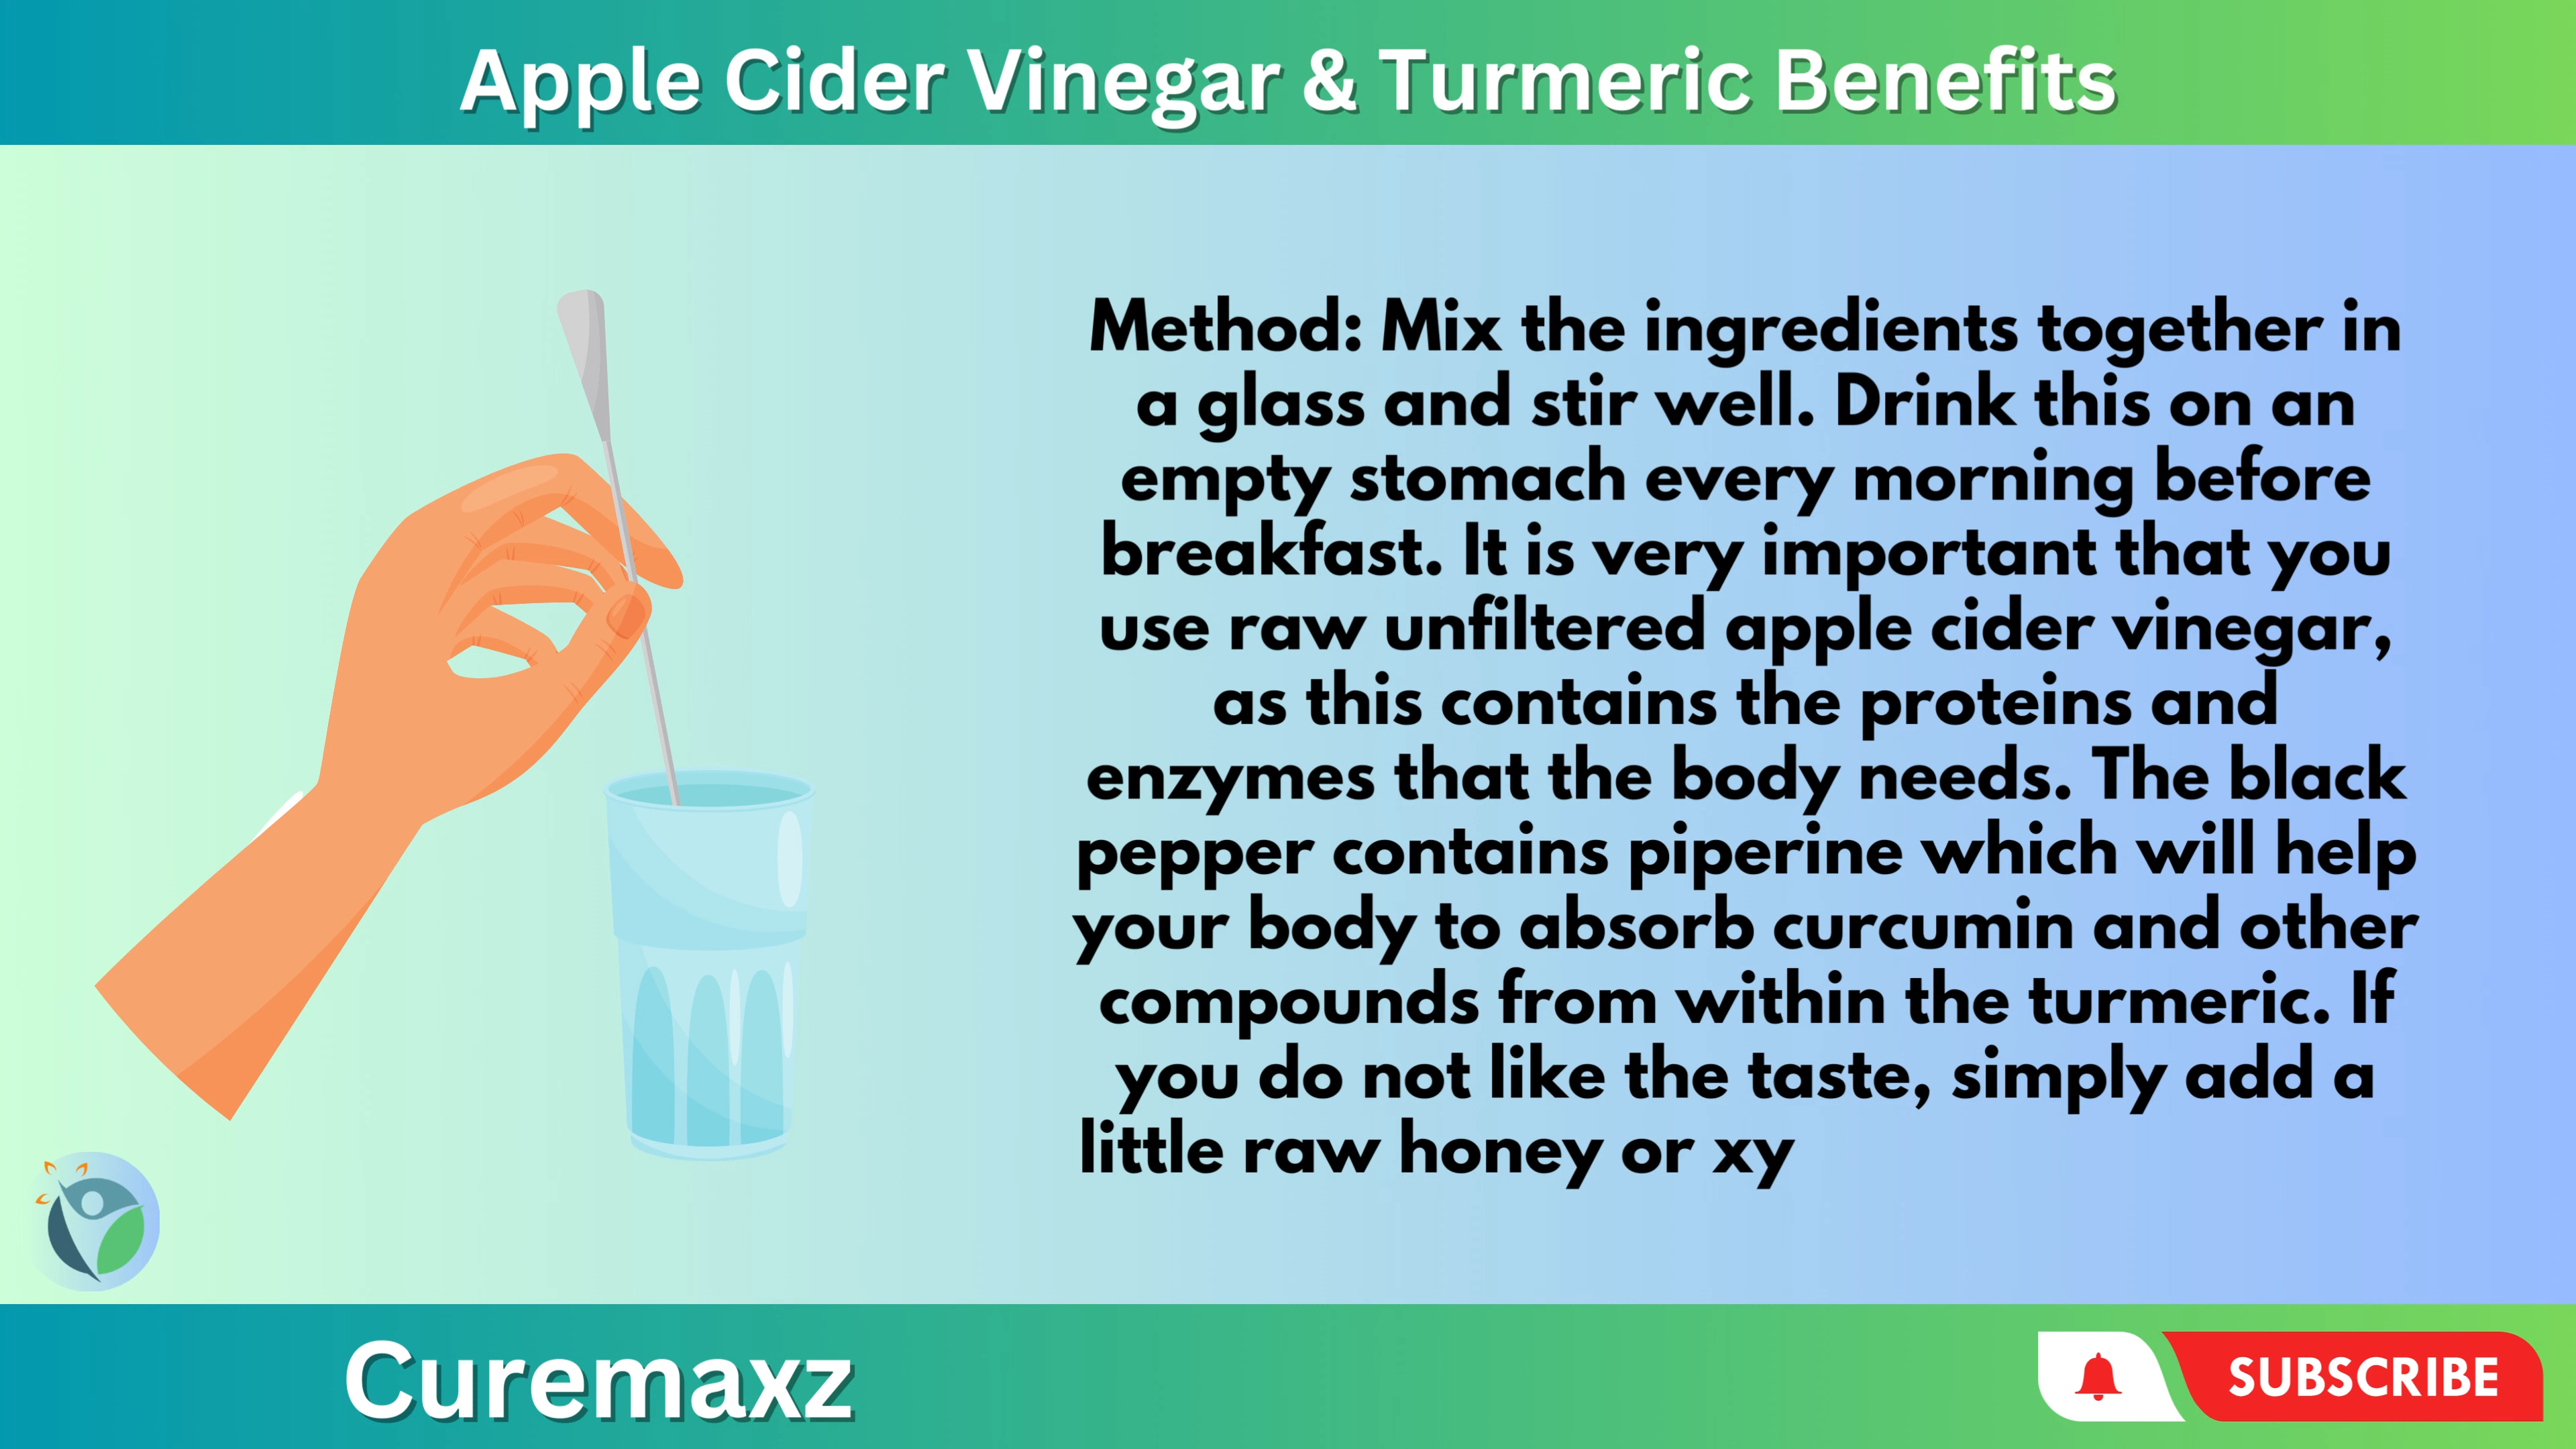 Apple Cider Vinegar & Turmeric Benefits
Method: Mix the ingredients together in
a glass and stir well. Drink this on an
empty stomach every morning before
breakfast. It is very important that you
use raw unfiltered apple cider vinegar,
as this contains the proteins and
enzymes that the body needs. The black
pepper contains piperine which will help
your body to absorb curcumin and other
compounds from within the turmeric. If
you do not like the taste, simply add a
little raw honey or xy
Curemaxz
SUBSCRIBE